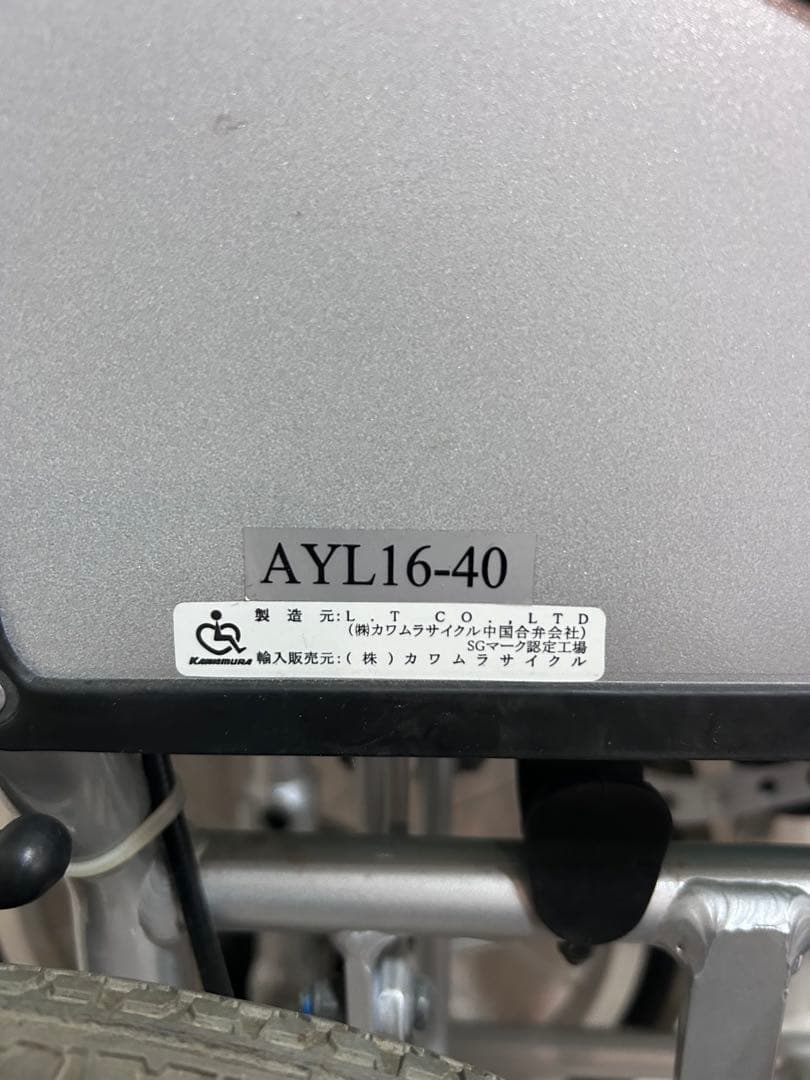 AYL16-40
製造元:L.T CO.,LTD
(㈱カワムラサイクル中国合弁会社)
SGマーク認定工場
KAWAMURA 輸入販売元:(株)カワムラサイクル